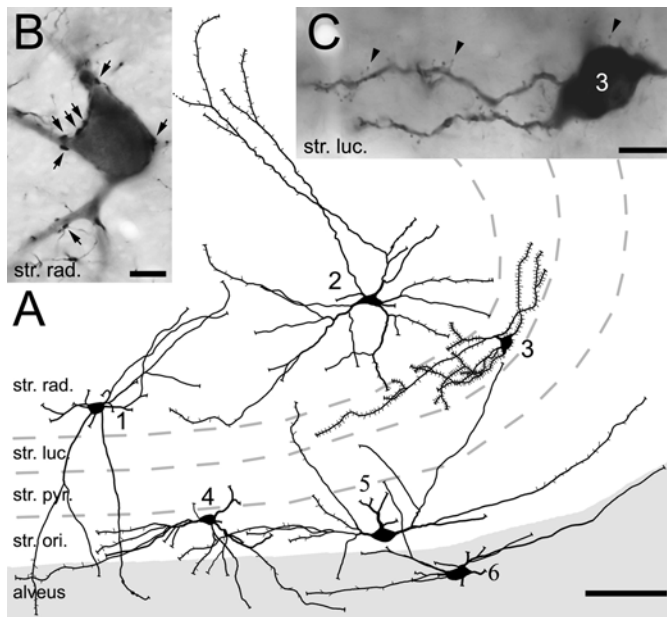 B
C
3
str. luc.
str. rad.
A
2
3
str. rad.
1
str. luc.
str. pyr.
4
5
str. ori.
6
alveus